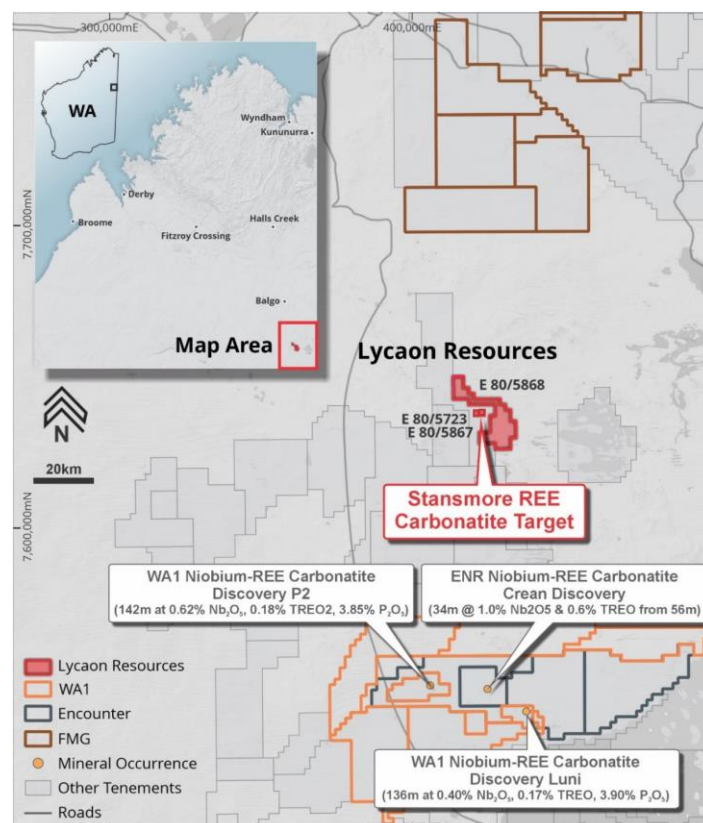 300,000mE
400,000mE
7,700,000mN
7,600,000mN
WA
Wyndham
Kununurra
Derby
Broome
Halls Creek
Fitzroy Crossing
Balgo
Map Area
N
20km
Lycaon Resources
E 80/5868
E 80/5723
E 80/5867
Stansmore REE
Carbonatite Target
WA1 Niobium-REE Carbonatite
Discovery P2
(142m at 0.62% Nb₂O₅, 0.18% TREO2, 3.85% P₂O₅)
ENR Niobium-REE Carbonatite
Crean Discovery
(34m @ 1.0% Nb2O5 & 0.6% TREO from 56m)
WA1 Niobium-REE Carbonatite
Discovery Luni
(136m at 0.40% Nb₂O₅, 0.17% TREO, 3.90% P₂O₅)
Lycaon Resources
WA1
Encounter
FMG
Mineral Occurrence
Other Tenements
Roads